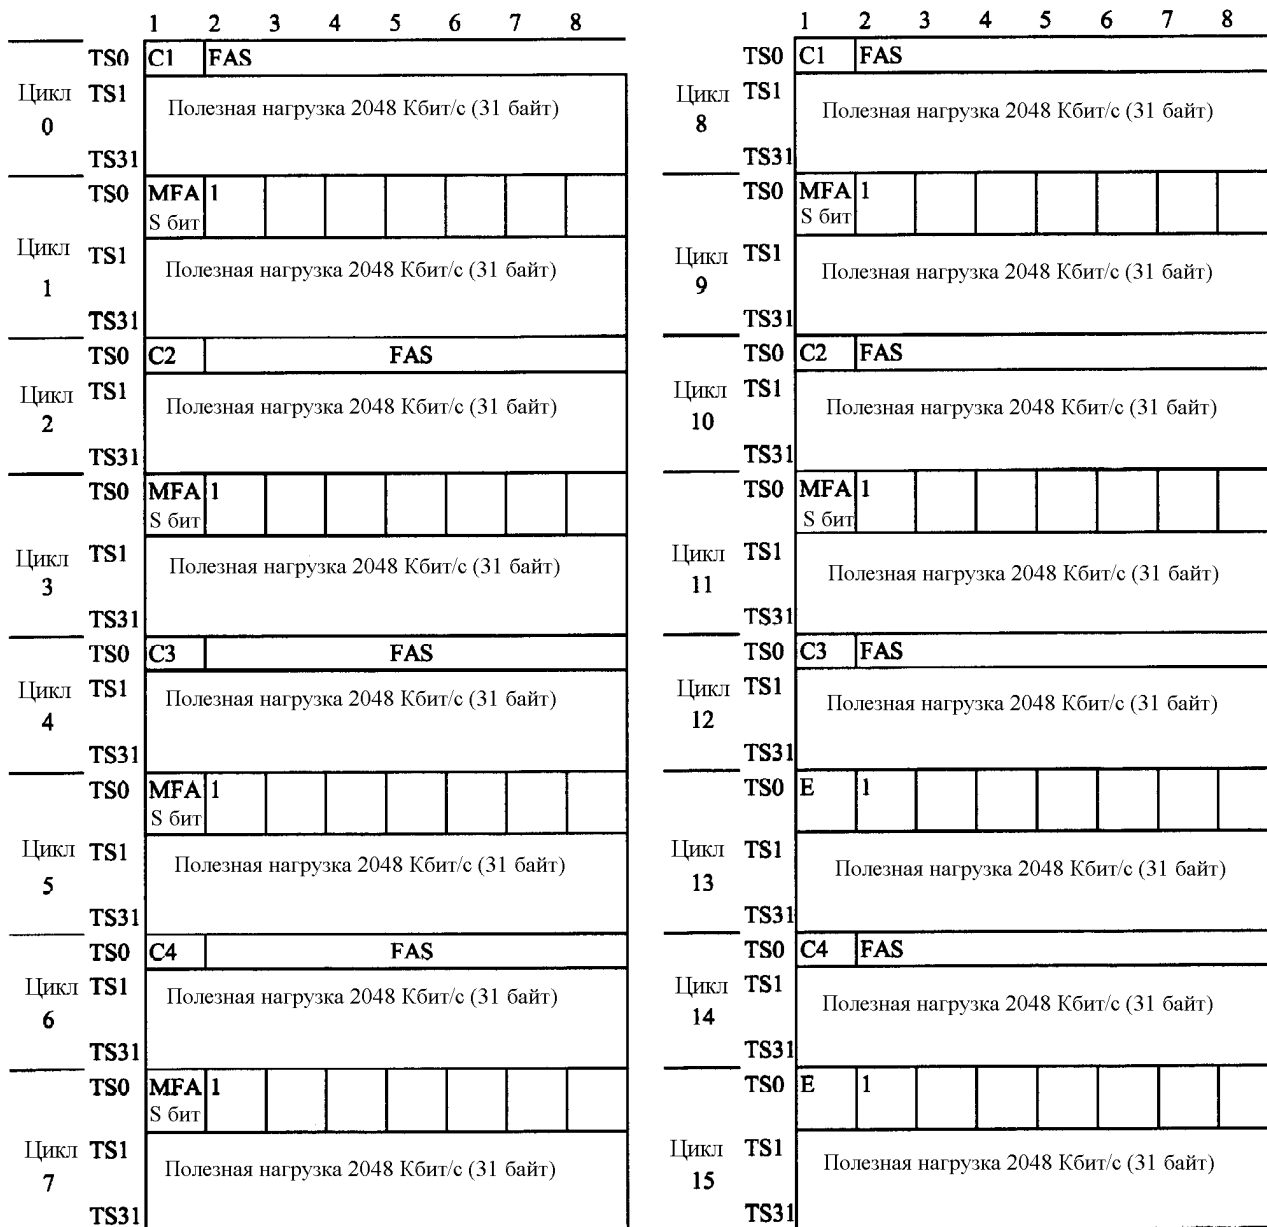 1 2 3 4 5 6 7 8
TS0 C1 FAS
Цикл 0
TS1 Полезная нагрузка 2048 Кбит/с (31 байт)
TS31
TS0 MFA 1
S бит
Цикл 1
TS1 Полезная нагрузка 2048 Кбит/с (31 байт)
TS31
TS0 C2 FAS
Цикл 2
TS1 Полезная нагрузка 2048 Кбит/с (31 байт)
TS31
TS0 MFA 1
S бит
Цикл 3
TS1 Полезная нагрузка 2048 Кбит/с (31 байт)
TS31
TS0 C3 FAS
Цикл 4
TS1 Полезная нагрузка 2048 Кбит/с (31 байт)
TS31
TS0 MFA 1
S бит
Цикл 5
TS1 Полезная нагрузка 2048 Кбит/с (31 байт)
TS31
TS0 C4 FAS
Цикл 6
TS1 Полезная нагрузка 2048 Кбит/с (31 байт)
TS31
TS0 MFA 1
S бит
Цикл 7
TS1 Полезная нагрузка 2048 Кбит/с (31 байт)
TS31
1 2 3 4 5 6 7 8
TS0 C1 FAS
Цикл 8
TS1 Полезная нагрузка 2048 Кбит/с (31 байт)
TS31
TS0 MFA 1
S бит
Цикл 9
TS1 Полезная нагрузка 2048 Кбит/с (31 байт)
TS31
TS0 C2 FAS
Цикл 10
TS1 Полезная нагрузка 2048 Кбит/с (31 байт)
TS31
TS0 MFA 1
S бит
Цикл 11
TS1 Полезная нагрузка 2048 Кбит/с (31 байт)
TS31
TS0 C3 FAS
Цикл 12
TS1 Полезная нагрузка 2048 Кбит/с (31 байт)
TS31
TS0 E 1
Цикл 13
TS1 Полезная нагрузка 2048 Кбит/с (31 байт)
TS31
TS0 C4 FAS
Цикл 14
TS1 Полезная нагрузка 2048 Кбит/с (31 байт)
TS31
TS0 E 1
Цикл 15
TS1 Полезная нагрузка 2048 Кбит/с (31 байт)
TS31